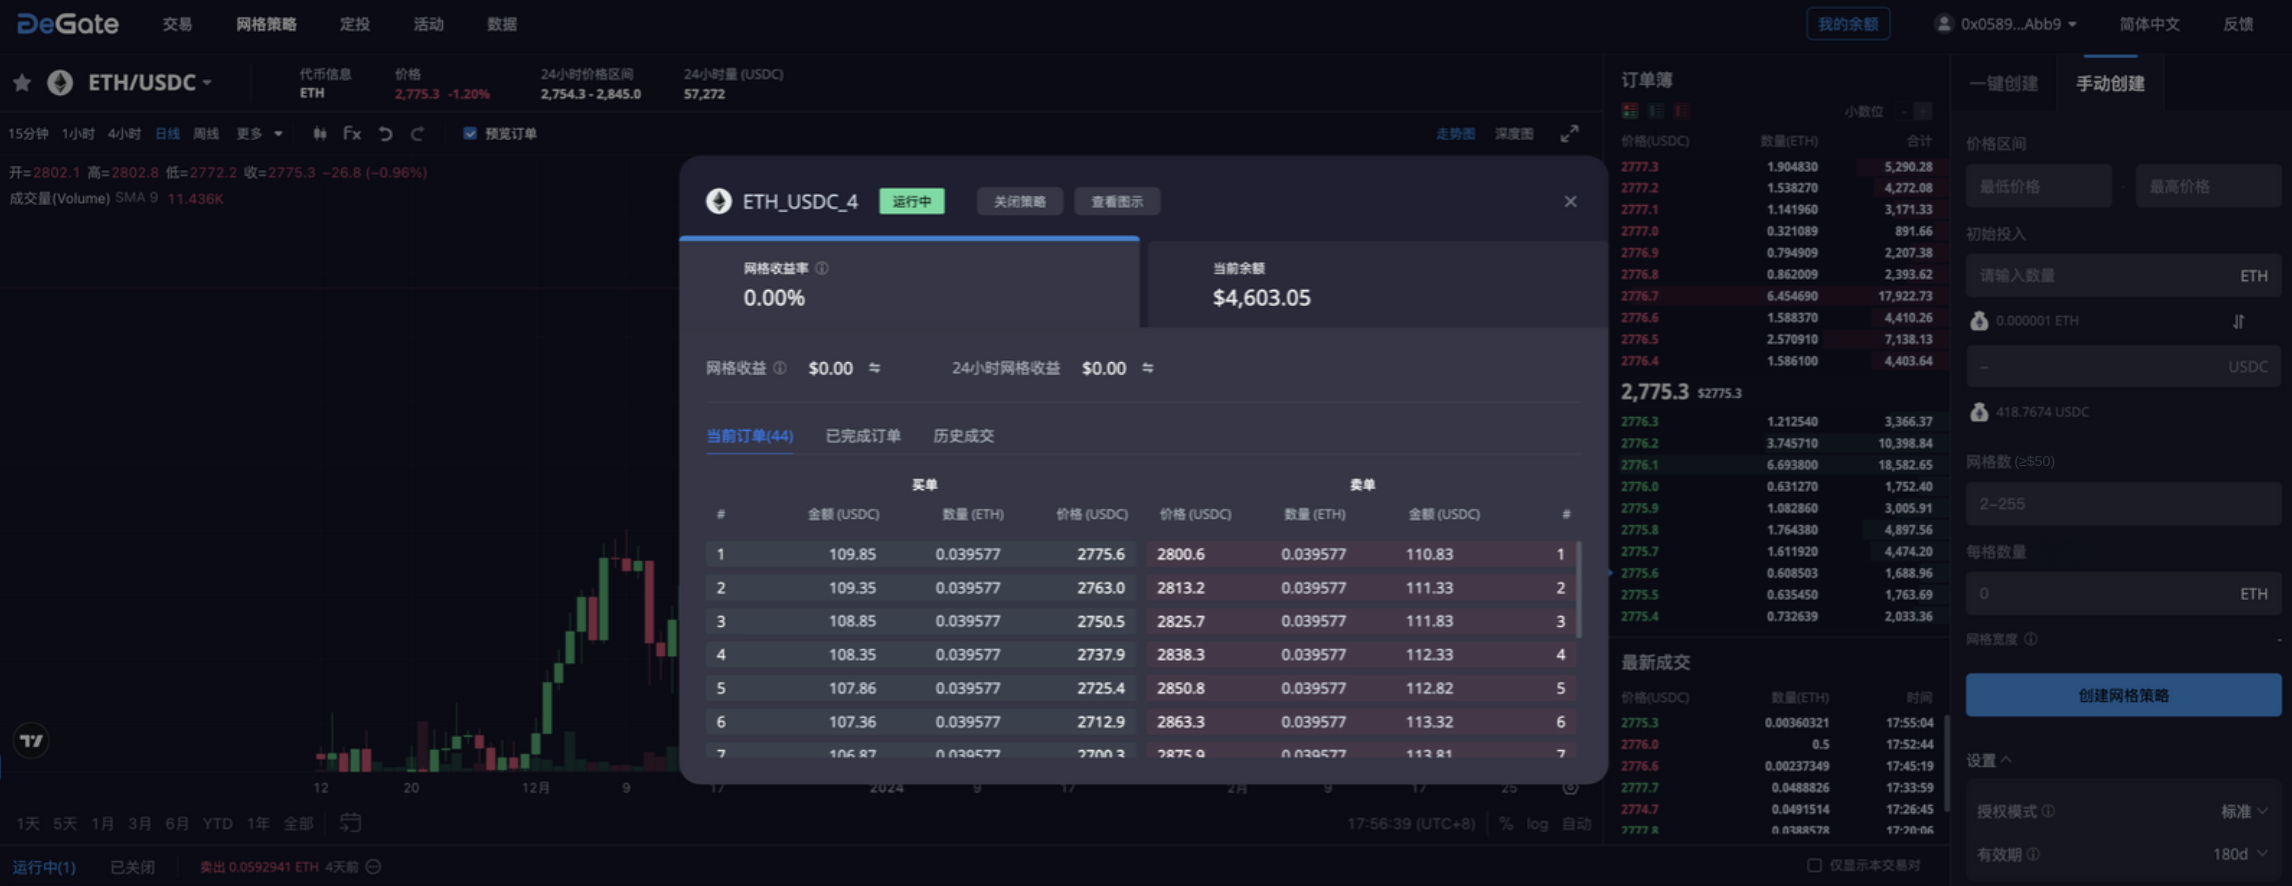 DeGate 交易 网格策略 定投 活动 数据 我的余额 0x0589...Abb9 简体中文 反馈
ETH/USDC
代币信息 价格 24小时价格区间 24小时量 (USDC)
ETH 2,775.3 -1.20% 2,754.3 - 2,845.0 57,272
15分钟 1小时 4小时 日线 周线 更多 Fx 预览订单 走势图 深度图
开=2802.1 高=2802.8 低=2772.2 收=2775.3 −26.8 (−0.96%)
成交量(Volume) SMA 9 11.436K
ETH_USDC_4 运行中 关闭策略 查看图示
网格收益率 当前余额
0.00% $4,603.05
网格收益 $0.00 24小时网格收益 $0.00
当前订单(44) 已完成订单 历史成交
买单 卖单
# 金额 (USDC) 数量 (ETH) 价格 (USDC) 价格 (USDC) 数量 (ETH) 金额 (USDC) #
1 109.85 0.039577 2775.6 2800.6 0.039577 110.83 1
2 109.35 0.039577 2763.0 2813.2 0.039577 111.33 2
3 108.85 0.039577 2750.5 2825.7 0.039577 111.83 3
4 108.35 0.039577 2737.9 2838.3 0.039577 112.33 4
5 107.86 0.039577 2725.4 2850.8 0.039577 112.82 5
6 107.36 0.039577 2712.9 2863.3 0.039577 113.32 6
7 106.87 0.039577 2700.3 2875.9 0.039577 113.81 7
12 20 12月 9 17 2024 9 17 2月 9 17 25
1天 5天 1月 3月 6月 YTD 1年 全部 17:56:39 (UTC+8) % log 自动
运行中(1) 已关闭 卖出 0.0592941 ETH 4天前 仅显示本交易对
订单簿
小数位
价格(USDC) 数量(ETH) 合计
2777.3 1.904830 5,290.28
2777.2 1.538270 4,272.08
2777.1 1.141960 3,171.33
2777.0 0.321089 891.66
2776.9 0.794909 2,207.38
2776.8 0.862009 2,393.62
2776.7 6.454690 17,922.73
2776.6 1.588370 4,410.26
2776.5 2.570910 7,138.13
2776.4 1.586100 4,403.64
2,775.3 $2775.3
2776.3 1.212540 3,366.37
2776.2 3.745710 10,398.84
2776.1 6.693800 18,582.65
2776.0 0.631270 1,752.40
2775.9 1.082860 3,005.91
2775.8 1.764380 4,897.56
2775.7 1.611920 4,474.20
2775.6 0.608503 1,688.96
2775.5 0.635450 1,763.69
2775.4 0.732639 2,033.36
最新成交
价格(USDC) 数量(ETH) 时间
2775.3 0.00360321 17:55:04
2776.0 0.5 17:52:44
2776.6 0.00237349 17:45:19
2777.7 0.0488826 17:33:59
2774.7 0.0491514 17:26:45
2777.8 0.0388578 17:20:06
一键创建 手动创建
价格区间
最低价格 - 最高价格
初始投入
请输入数量 ETH
0.000001 ETH
– USDC
418.7674 USDC
网格数 (≥$50)
2–255
每格数量
0 ETH
网格宽度 -
创建网格策略
设置
授权模式 标准
有效期 180d